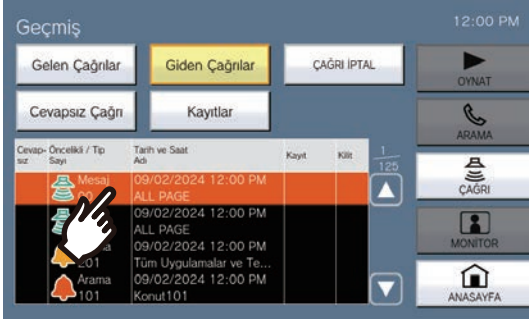 Geçmiş
12:00 PM
Gelen Çağrılar
Giden Çağrılar
ÇAĞRI İPTAL
OYNAT
Cevapsız Çağrı
Kayıtlar
ARAMA
Cevap-
sız
Öncelikli / Tip
Sayı
Tarih ve Saat
Adı
Kayıt
Kilit
1
125
Mesaj
09/02/2024 12:00 PM
ALL PAGE
ÇAĞRI
09/02/2024 12:00 PM
ALL PAGE
MONİTOR
09/02/2024 12:00 PM
201
Tüm Uygulamalar ve Te...
Arama
09/02/2024 12:00 PM
101
Konut101
ANASAYFA